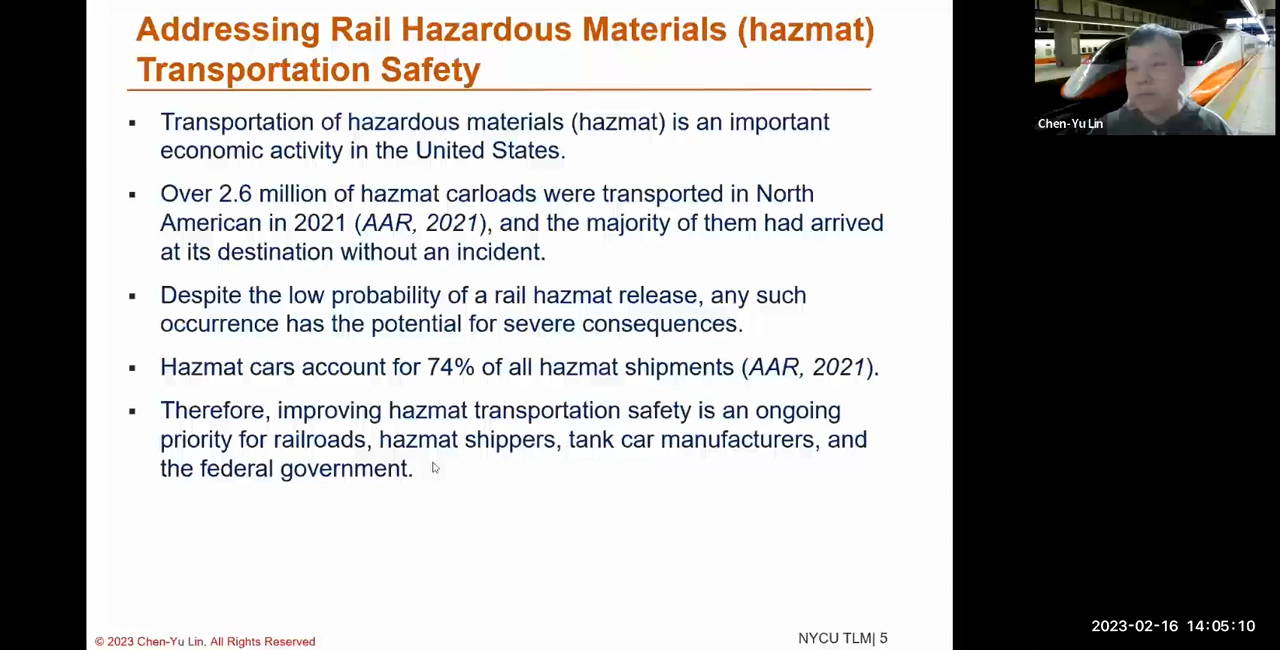 Addressing Rail Hazardous Materials (hazmat)
Transportation Safety
▪ Transportation of hazardous materials (hazmat) is an important
economic activity in the United States.
▪ Over 2.6 million of hazmat carloads were transported in North
American in 2021 (AAR, 2021), and the majority of them had arrived
at its destination without an incident.
▪ Despite the low probability of a rail hazmat release, any such
occurrence has the potential for severe consequences.
▪ Hazmat cars account for 74% of all hazmat shipments (AAR, 2021).
▪ Therefore, improving hazmat transportation safety is an ongoing
priority for railroads, hazmat shippers, tank car manufacturers, and
the federal government.
© 2023 Chen-Yu Lin. All Rights Reserved
NYCU TLM| 5
Chen-Yu Lin
2023-02-16 14:05:10